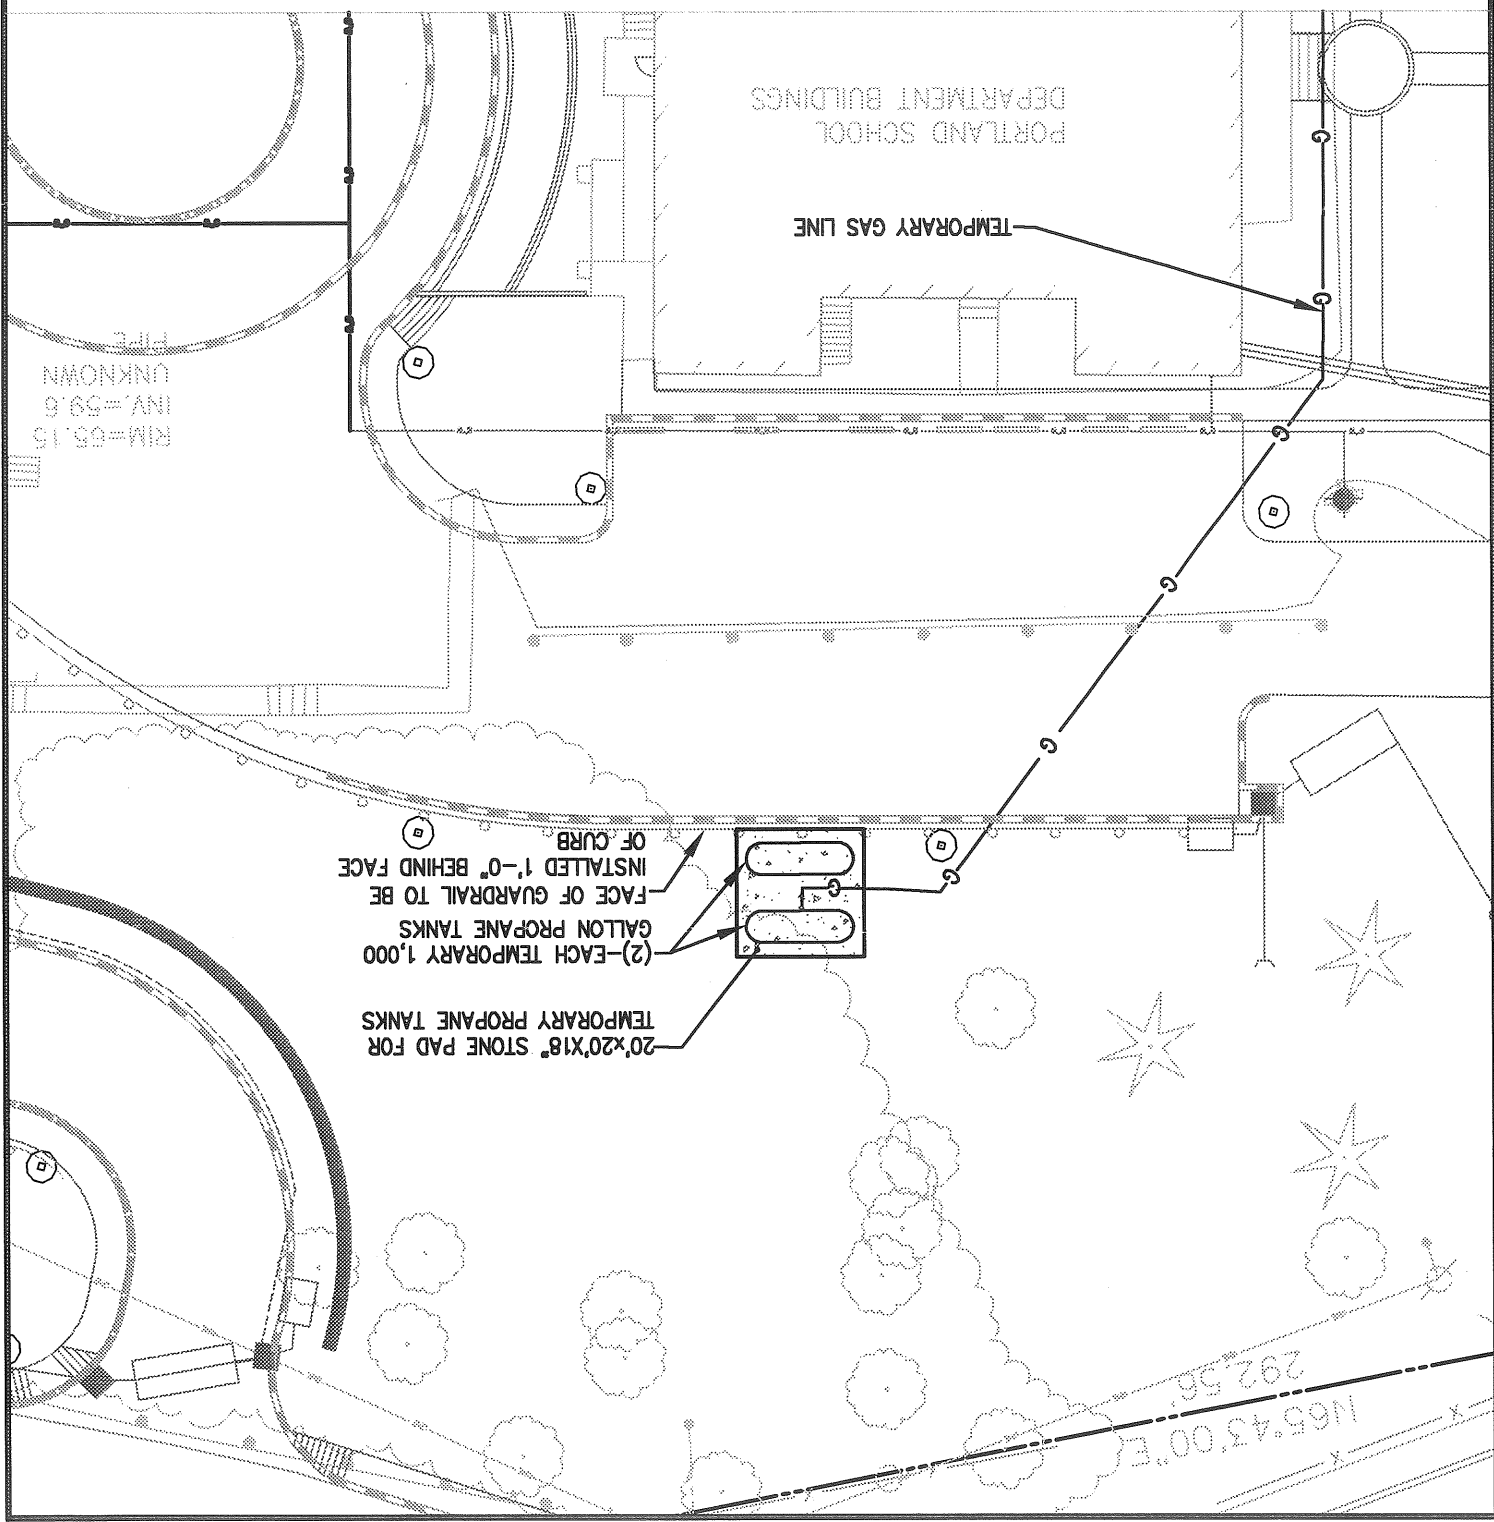 N65°43'00"E
292.56'
20'x20'X18" STONE PAD FOR
TEMPORARY PROPANE TANKS
(2)-EACH TEMPORARY 1,000
GALLON PROPANE TANKS
FACE OF GUARDRAIL TO BE
INSTALLED 1'-0" BEHIND FACE
OF CURB
G
G
G
G
G
RIM=65.15
INV.=59.6
UNKNOWN
PIPE
G
TEMPORARY GAS LINE
G
PORTLAND SCHOOL
DEPARTMENT BUILDINGS